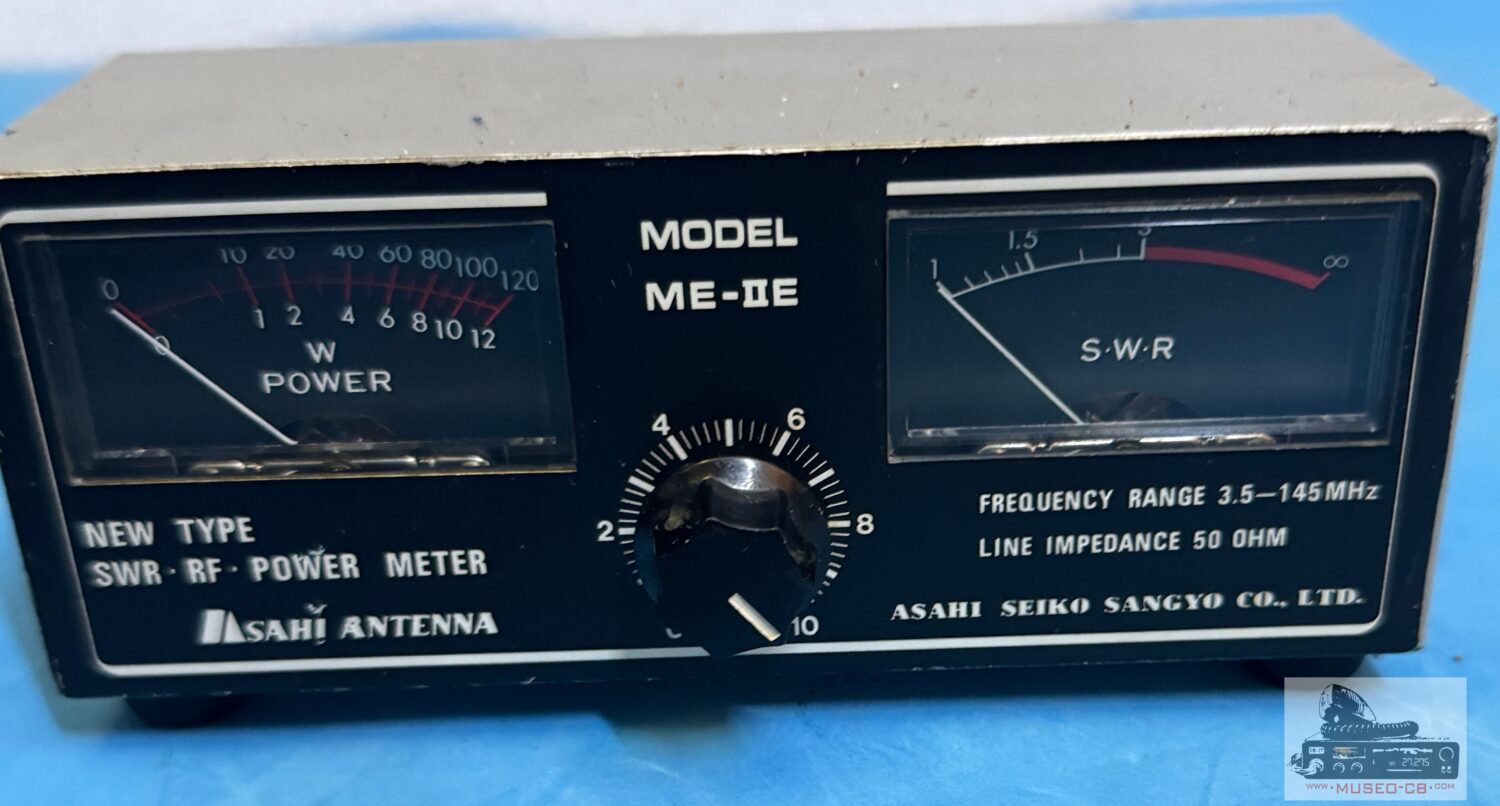 MODEL
ME-IIE
0 10 20 40 60 80 100 120
0 1 2 4 6 8 10 12
W
POWER
1 1.5 3 ∞
S·W·R
2 4 6 8 10
NEW TYPE
SWR·RF·POWER METER
ASAHI ANTENNA
FREQUENCY RANGE 3.5–145MHz
LINE IMPEDANCE 50 OHM
ASAHI SEIKO SANGYO CO., LTD.
27.275
WWW.MUSEO-CB.COM